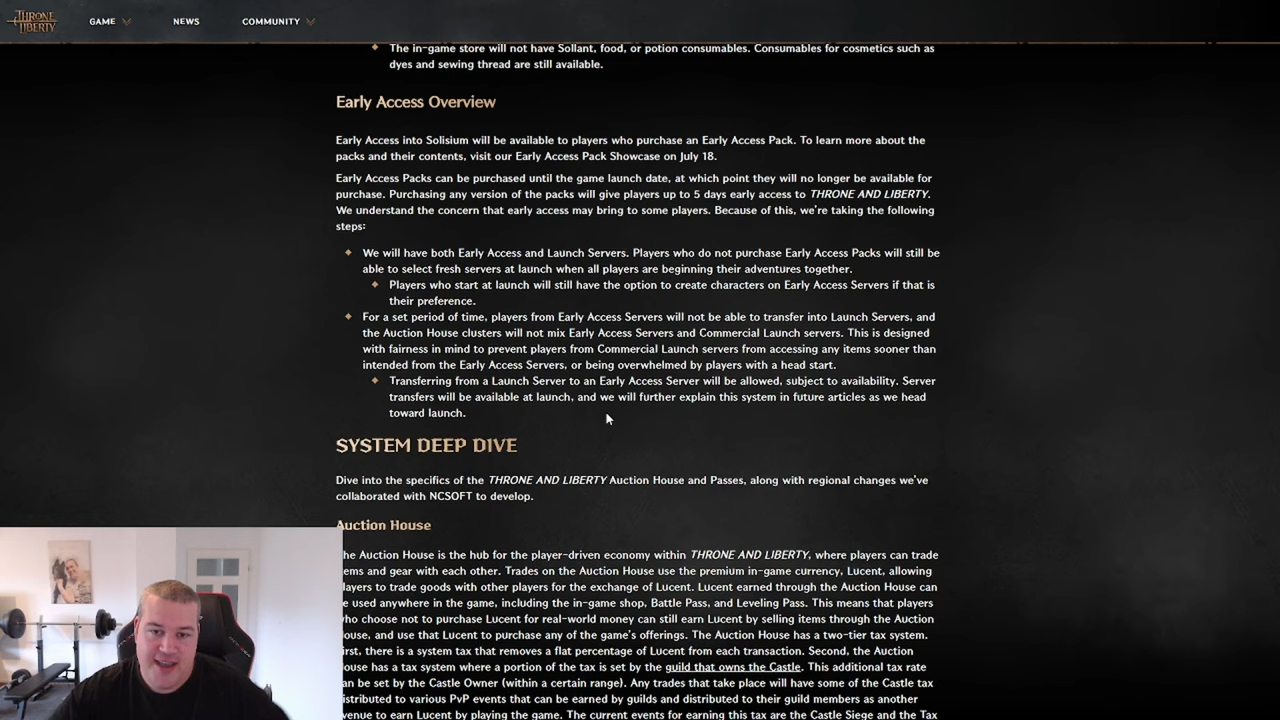 THRONE
AND
LIBERTY
GAME
NEWS
COMMUNITY
The in-game store will not have Sollant, food, or potion consumables. Consumables for cosmetics such as
dyes and sewing thread are still available.
Early Access Overview
Early Access into Solisium will be available to players who purchase an Early Access Pack. To learn more about the
packs and their contents, visit our Early Access Pack Showcase on July 18.
Early Access Packs can be purchased until the game launch date, at which point they will no longer be available for
purchase. Purchasing any version of the packs will give players up to 5 days early access to THRONE AND LIBERTY.
We understand the concern that early access may bring to some players. Because of this, we're taking the following
steps:
We will have both Early Access and Launch Servers. Players who do not purchase Early Access Packs will still be
able to select fresh servers at launch when all players are beginning their adventures together.
Players who start at launch will still have the option to create characters on Early Access Servers if that is
their preference.
For a set period of time, players from Early Access Servers will not be able to transfer into Launch Servers, and
the Auction House clusters will not mix Early Access Servers and Commercial Launch servers. This is designed
with fairness in mind to prevent players from Commercial Launch servers from accessing any items sooner than
intended from the Early Access Servers, or being overwhelmed by players with a head start.
Transferring from a Launch Server to an Early Access Server will be allowed, subject to availability. Server
transfers will be available at launch, and we will further explain this system in future articles as we head
toward launch.
SYSTEM DEEP DIVE
Dive into the specifics of the THRONE AND LIBERTY Auction House and Passes, along with regional changes we've
collaborated with NCSOFT to develop.
Auction House
he Auction House is the hub for the player-driven economy within THRONE AND LIBERTY, where players can trade
ems and gear with each other. Trades on the Auction House use the premium in-game currency, Lucent, allowing
layers to trade goods with other players for the exchange of Lucent. Lucent earned through the Auction House can
e used anywhere in the game, including the in-game shop, Battle Pass, and Leveling Pass. This means that players
ho choose not to purchase Lucent for real-world money can still earn Lucent by selling items through the Auction
ouse, and use that Lucent to purchase any of the game's offerings. The Auction House has a two-tier tax system.
irst, there is a system tax that removes a flat percentage of Lucent from each transaction. Second, the Auction
ouse has a tax system where a portion of the tax is set by the guild that owns the Castle. This additional tax rate
an be set by the Castle Owner (within a certain range). Any trades that take place will have some of the Castle tax
istributed to various PvP events that can be earned by guilds and distributed to their guild members as another
venue to earn Lucent by playing the game. The current events for earning this tax are the Castle Siege and the Tax